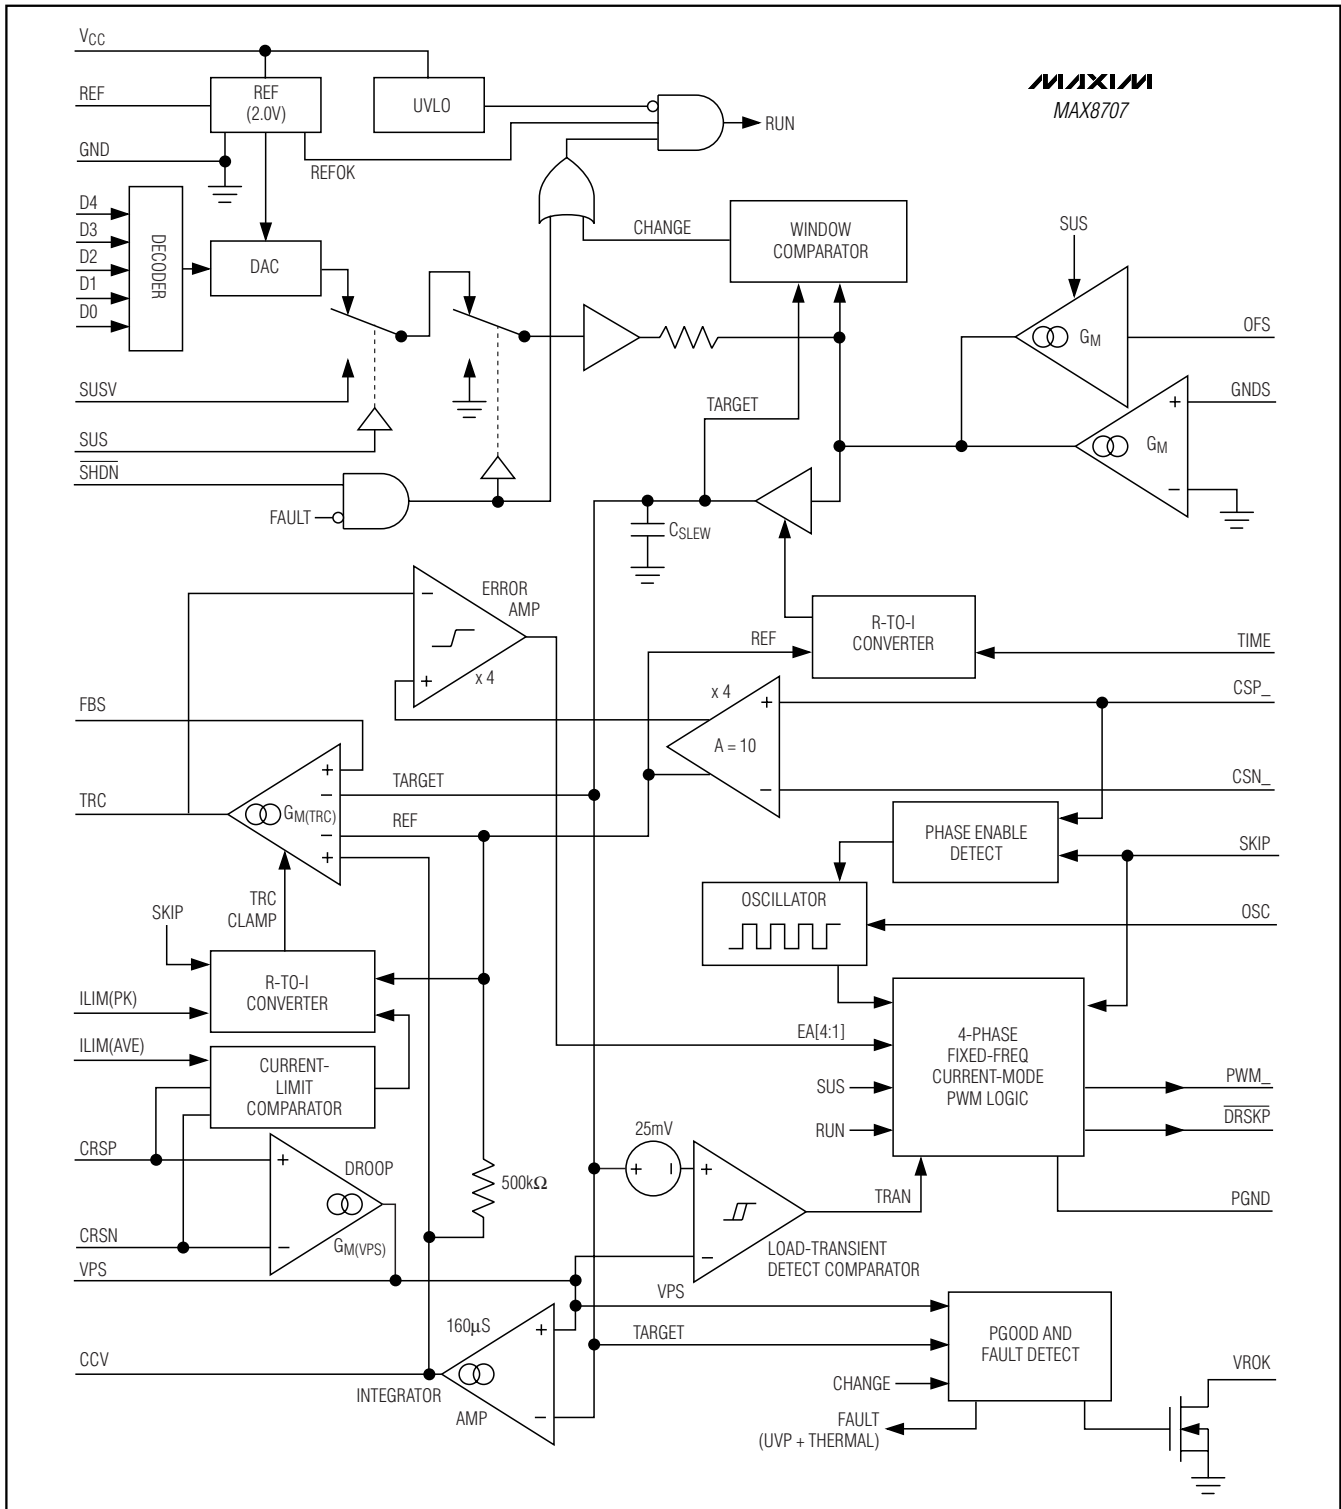 VCC
REF
REF
(2.0V)
UVLO
MAXIM
MAX8707
RUN
GND
REFOK
D4
D3
D2
D1
D0
DECODER
DAC
CHANGE
WINDOW
COMPARATOR
SUS
GM
OFS
SUSV
TARGET
GNDS
+
GM
−
SUS
SHDN
FAULT
CSLEW
−
ERROR
AMP
+
x 4
R-TO-I
CONVERTER
REF
TIME
x 4
+
CSP_
A = 10
−
CSN_
FBS
+
−
TARGET
TRC
GM(TRC)
−
REF
+
PHASE ENABLE
DETECT
SKIP
TRC
CLAMP
SKIP
OSCILLATOR
OSC
R-TO-I
CONVERTER
ILIM(PK)
ILIM(AVE)
CURRENT-
LIMIT
COMPARATOR
EA[4:1]
4-PHASE
FIXED-FREQ
CURRENT-MODE
PWM LOGIC
SUS
PWM_
RUN
DRSKP
CRSP
+
DROOP
500kΩ
25mV
+
−
+
TRAN
PGND
CRSN
−
GM(VPS)
−
LOAD-TRANSIENT
DETECT COMPARATOR
VPS
VPS
160µS
+
TARGET
PGOOD AND
FAULT DETECT
CCV
INTEGRATOR
AMP
−
CHANGE
VROK
FAULT
(UVP + THERMAL)